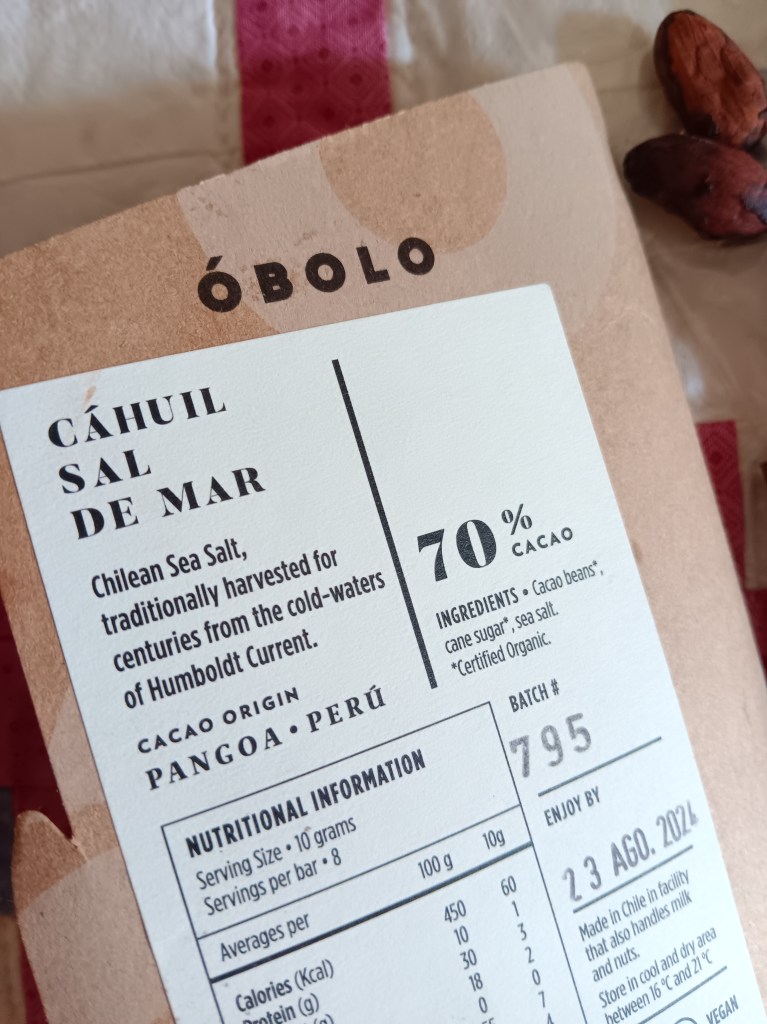 ÓBOLO
CÁHUIL
SAL
DE MAR
Chilean Sea Salt,
traditionally harvested for
centuries from the cold-waters
of Humboldt Current.
CACAO ORIGIN
PANGOA • PERÚ
70% CACAO
INGREDIENTS • Cacao beans*,
cane sugar*, sea salt.
*Certified Organic.
BATCH #
795
ENJOY BY
23 AGO. 2024
Made in Chile in facility
that also handles milk
and nuts.
Store in cool and dry area
between 16 °C and 21 °C
VEGAN
NUTRITIONAL INFORMATION
Serving Size • 10 grams
Servings per bar • 8
Averages per 100 g 10g
Calories (Kcal) 450 60
Protein (g) 10 1
(g) 30 3
18 2
0 0
7